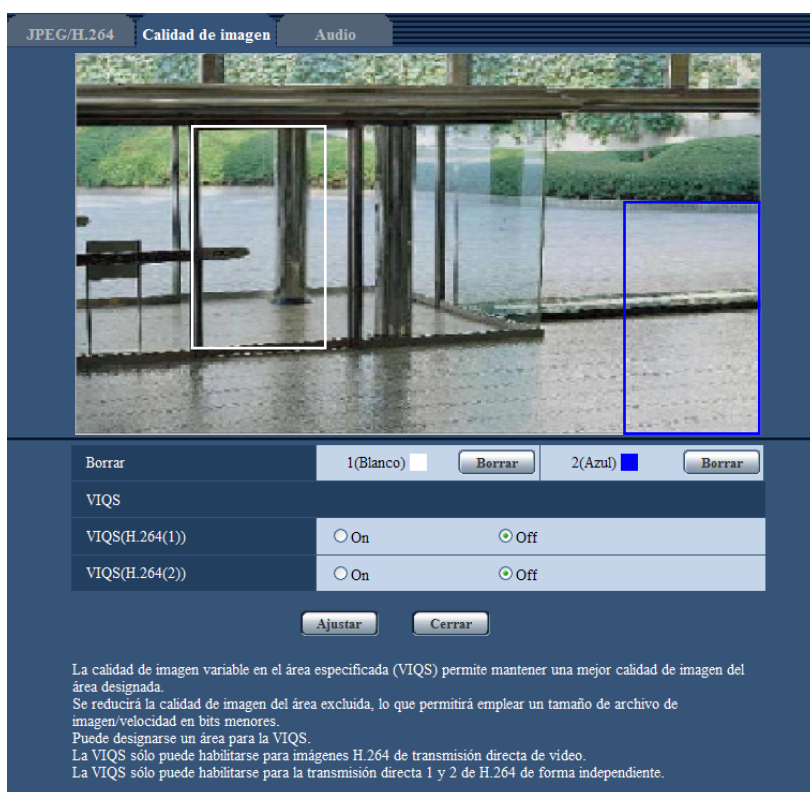 JPEG/H.264 Calidad de imagen Audio
Borrar 1(Blanco) Borrar 2(Azul) Borrar
VIQS
VIQS(H.264(1)) On Off
VIQS(H.264(2)) On Off
Ajustar Cerrar
La calidad de imagen variable en el área especificada (VIQS) permite mantener una mejor calidad de imagen del
área designada.
Se reducirá la calidad de imagen del área excluida, lo que permitirá emplear un tamaño de archivo de
imagen/velocidad en bits menores.
Puede designarse un área para la VIQS.
La VIQS sólo puede habilitarse para imágenes H.264 de transmisión directa de vídeo.
La VIQS sólo puede habilitarse para la transmisión directa 1 y 2 de H.264 de forma independiente.